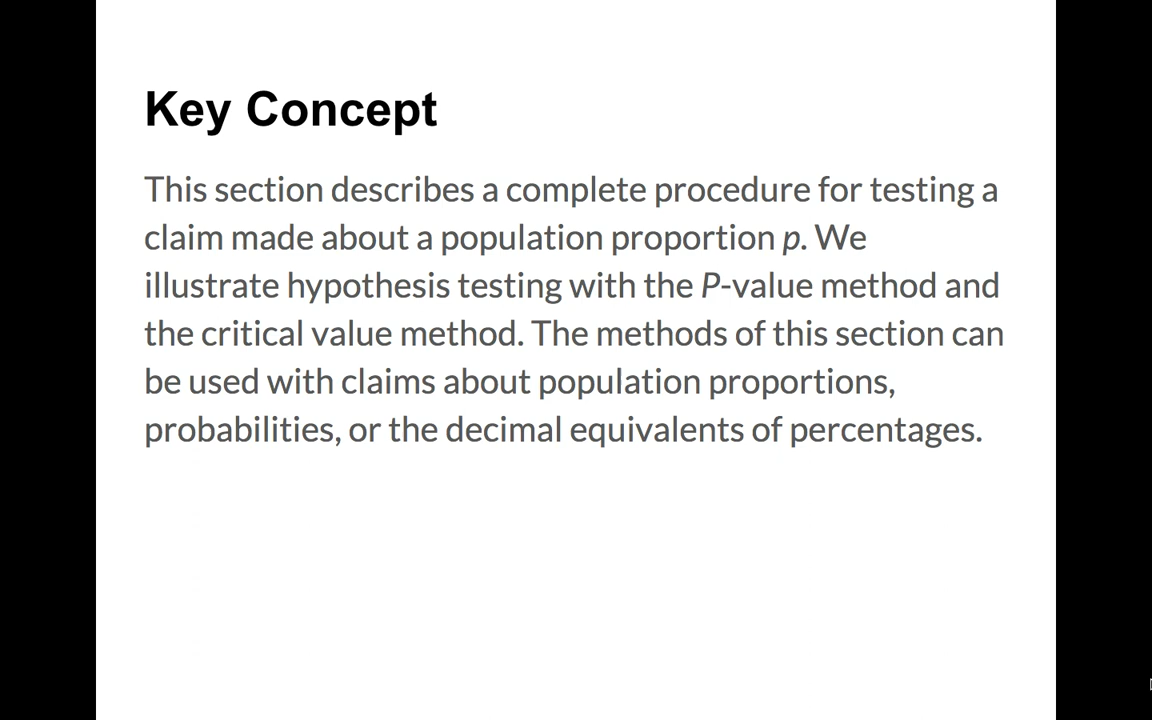 Key Concept
This section describes a complete procedure for testing a
claim made about a population proportion p. We
illustrate hypothesis testing with the P-value method and
the critical value method. The methods of this section can
be used with claims about population proportions,
probabilities, or the decimal equivalents of percentages.